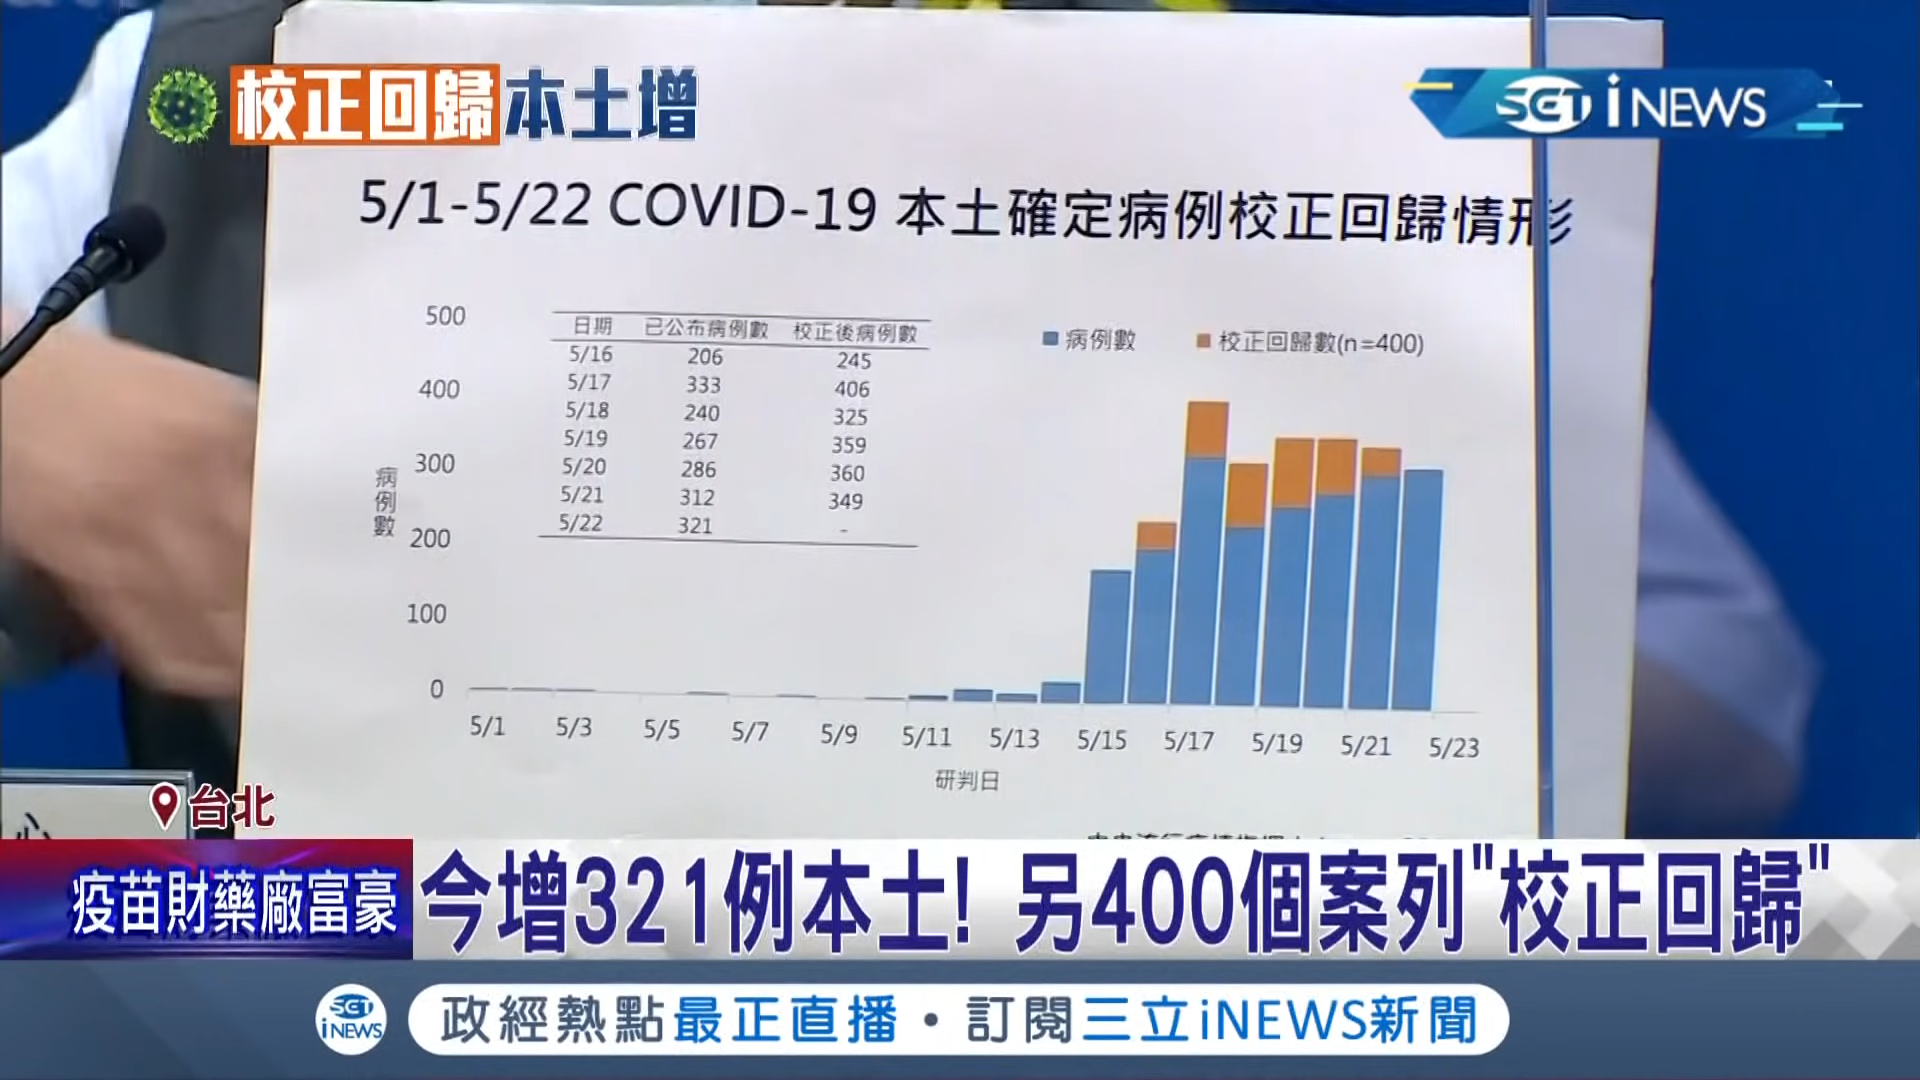 校正回歸本土增
SET iNEWS
5/1-5/22 COVID-19 本土確定病例校正回歸情形
500
400
300
200
100
0
病例數
日期 已公布病例數 校正後病例數
5/16 206 245
5/17 333 406
5/18 240 325
5/19 267 359
5/20 286 360
5/21 312 349
5/22 321 -
病例數 校正回歸數(n=400)
5/1 5/3 5/5 5/7 5/9 5/11 5/13 5/15 5/17 5/19 5/21 5/23
研判日
心
台北
疫苗財藥廠富豪
今增321例本土! 另400個案列"校正回歸"
SET iNEWS
政經熱點最正直播・訂閱三立iNEWS新聞